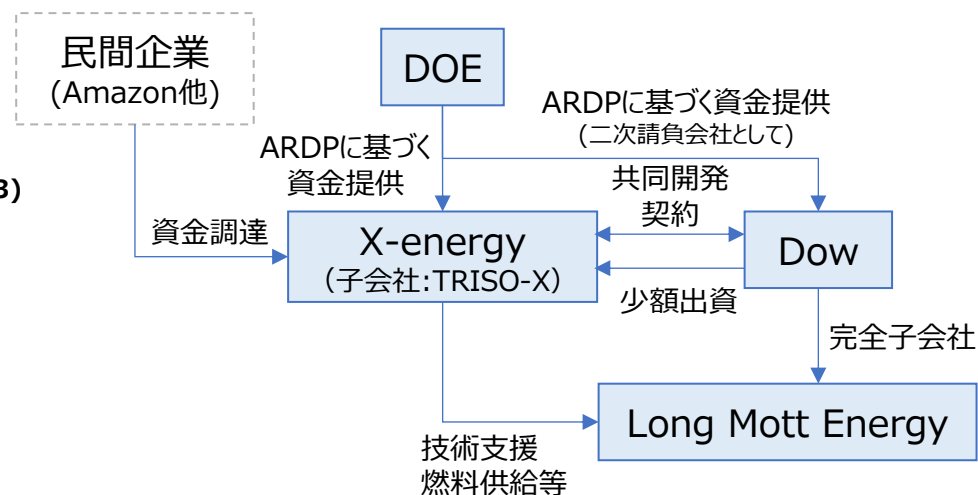 民間企業
(Amazon他)
DOE
ARDPに基づく資金提供
(二次請負会社として)
ARDPに基づく
資金提供
共同開発
契約
3)
資金調達
X-energy
（子会社:TRISO-X）
Dow
少額出資
完全子会社
Long Mott Energy
技術支援
燃料供給等